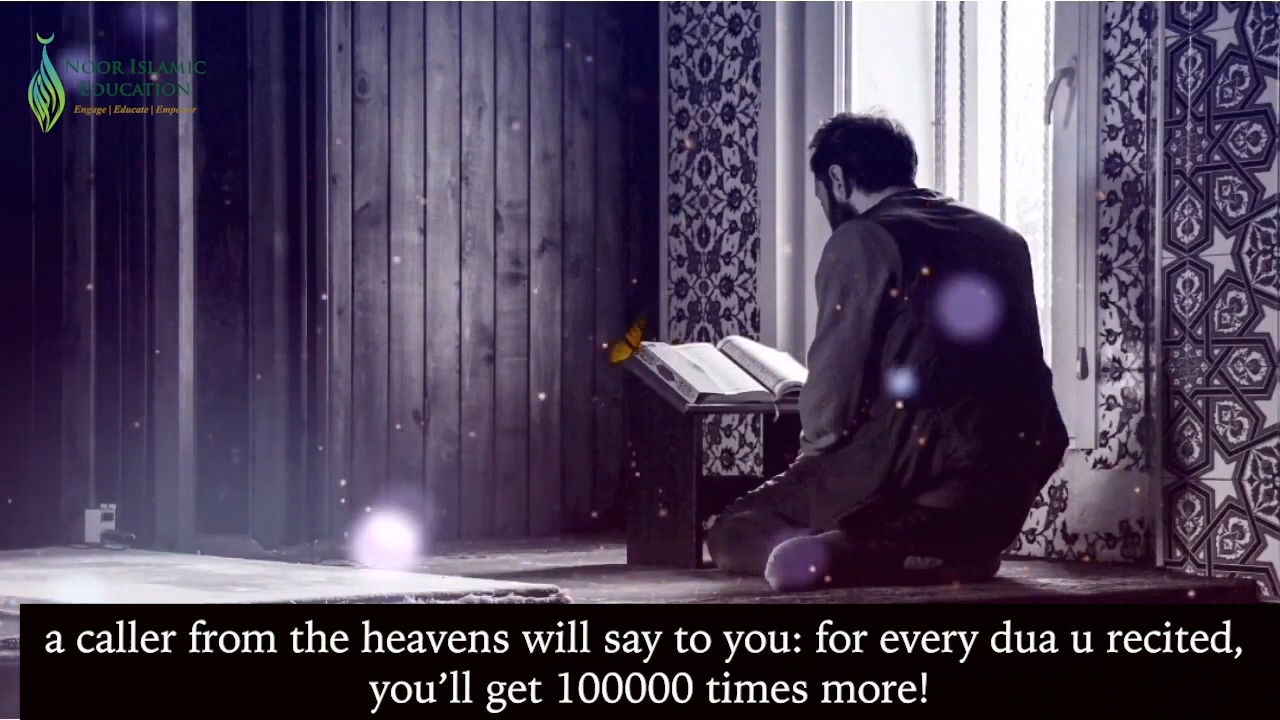 NOOR ISLAMIC
EDUCATION
Engage | Educate | Empower
a caller from the heavens will say to you: for every dua u recited,
you'll get 100000 times more!